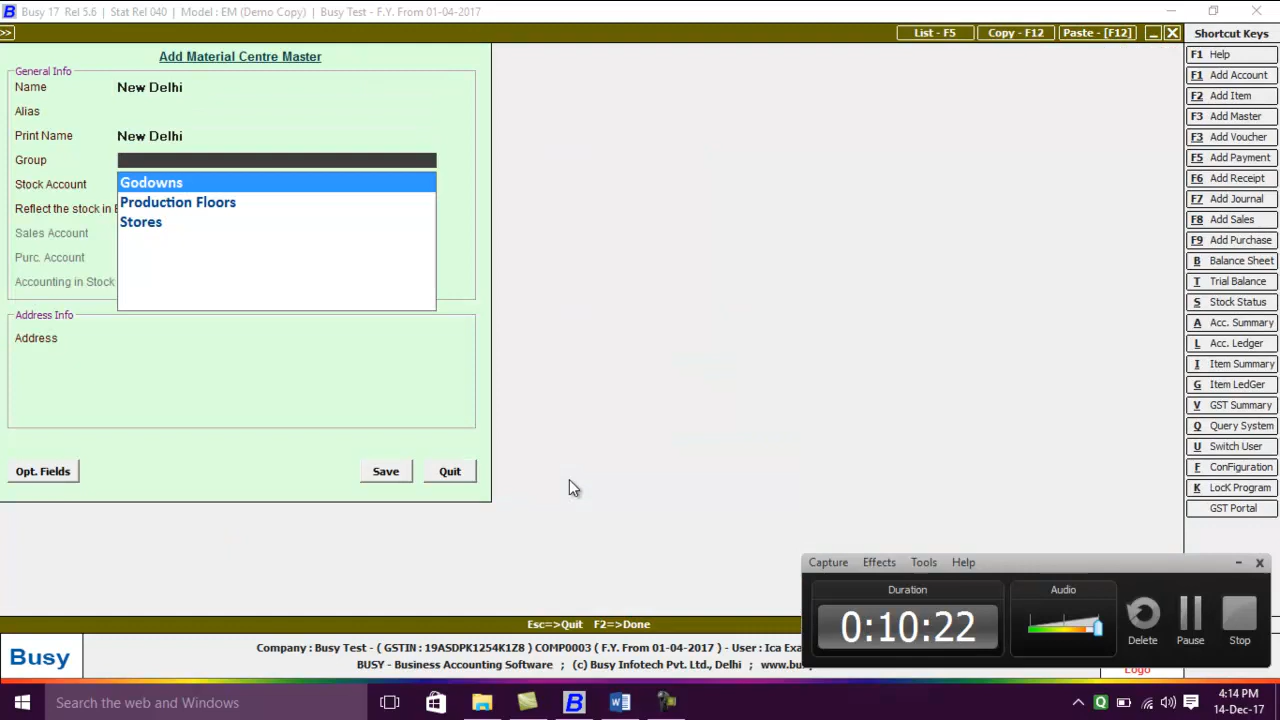 Busy 17 Rel 5.6 | Stat Rel 040 | Model : EM (Demo Copy) | Busy Test - F.Y. From 01-04-2017
>>
List - F5
Copy - F12
Paste - [F12]
Shortcut Keys
Add Material Centre Master
General Info
Name New Delhi
Alias
Print Name New Delhi
Group
Stock Account
Reflect the stock in
Sales Account
Purc. Account
Accounting in Stock
Godowns
Production Floors
Stores
Address Info
Address
Opt. Fields
Save
Quit
F1 Help
F1 Add Account
F2 Add Item
F3 Add Master
F3 Add Voucher
F5 Add Payment
F6 Add Receipt
F7 Add Journal
F8 Add Sales
F9 Add Purchase
B Balance Sheet
T Trial Balance
S Stock Status
A Acc. Summary
L Acc. Ledger
I Item Summary
G Item LedGer
V GST Summary
Q Query System
U Switch User
F ConFiguration
K LocK Program
GST Portal
Capture Effects Tools Help
Duration
0:10:22
Audio
Delete
Pause
Stop
Esc=>Quit F2=>Done
Busy
Company : Busy Test - ( GSTIN : 19ASDPK1254K1Z8 ) COMP0003 ( F.Y. From 01-04-2017 ) - User : Ica Exa
BUSY - Business Accounting Software ; (c) Busy Infotech Pvt. Ltd., Delhi ; www.bu
Logo
Search the web and Windows
4:14 PM
14-Dec-17